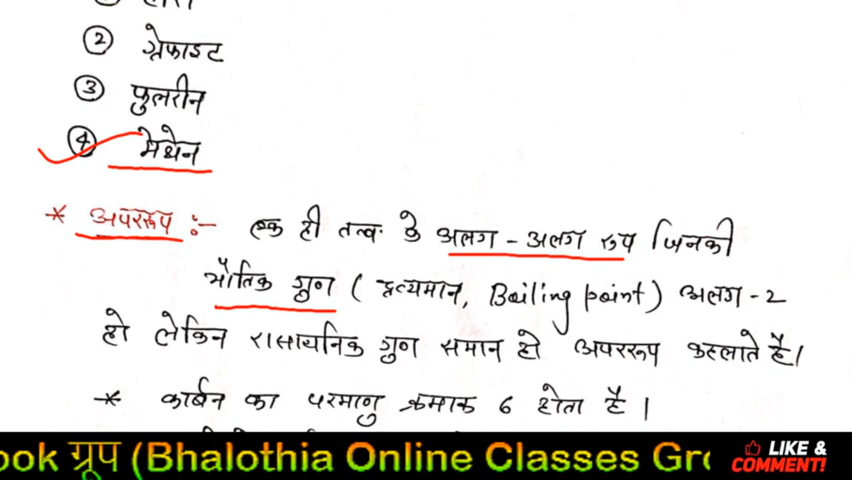 ② ग्रेफाइट
③ फुलरीन
④ मेथेन
* अपररूप :- एक ही तत्व के अलग - अलग रूप जिनकी
भौतिक गुण ( द्रव्यमान, Boiling point) अलग - 2
हो लेकिन रासायनिक गुण समान हो अपररूप कहलाते है।
* कार्बन का परमाणु क्रमाक 6 होता है।
ook ग्रूप (Bhalothia Online Classes Gro
LIKE &
COMMENT!